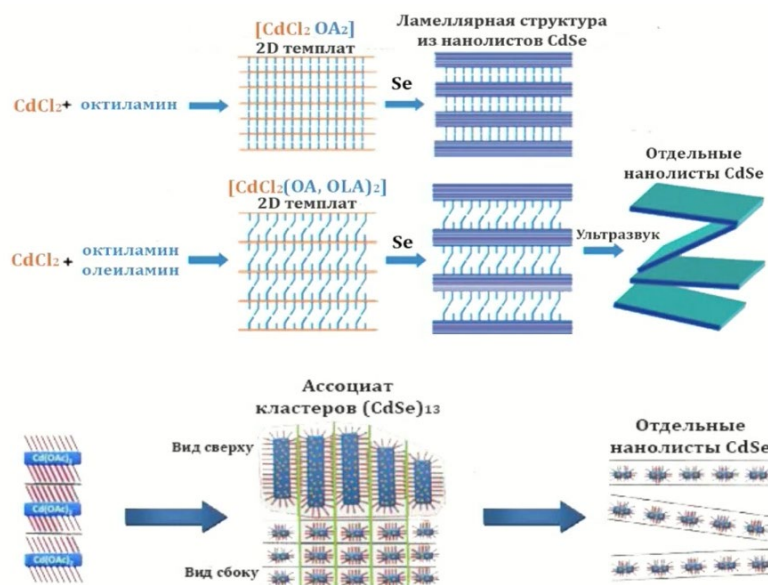 [CdCl₂ OA₂]
2D темплат
Ламеллярная структура
из нанолистов CdSe
CdCl₂+ октиламин
Se
[CdCl₂(OA, OLA)₂]
2D темплат
Отдельные
нанолисты CdSe
CdCl₂ + октиламин
олеиламин
Se
Ультразвук
Ассоциат
кластеров (CdSe)₁₃
Отдельные
нанолисты CdSe
Вид сверху
Cd(OAc)₂
Cd(OAc)₂
Cd(OAc)₂
Вид сбоку